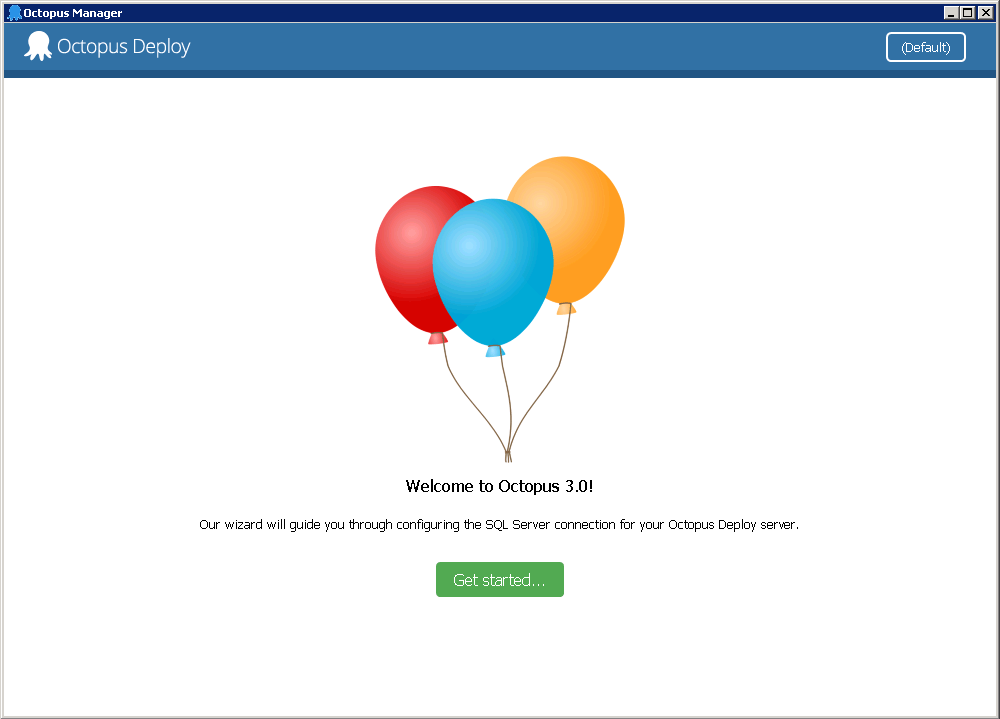 Octopus Manager
Octopus Deploy
(Default)
Welcome to Octopus 3.0!
Our wizard will guide you through configuring the SQL Server connection for your Octopus Deploy server.
Get started...